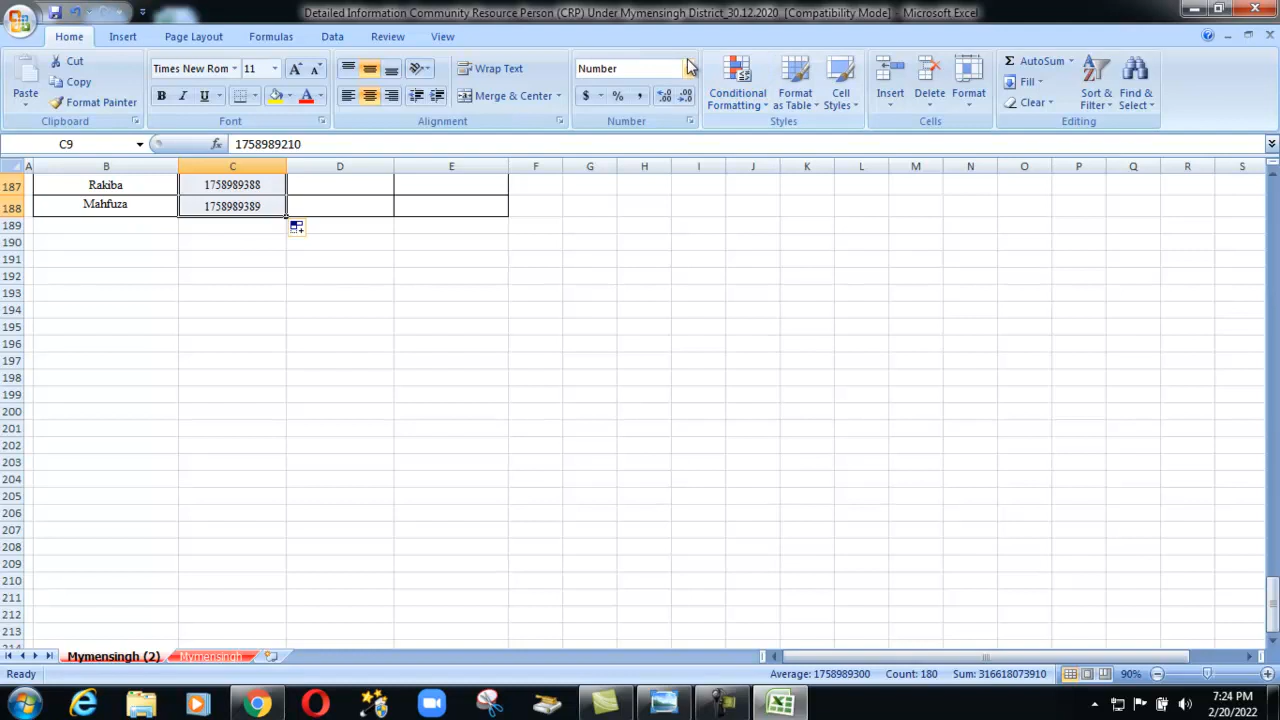 Detailed Information Community Resource Person (CRP) Under Mymensingh District_30.12.2020 [Compatibility Mode] - Microsoft Excel
Home Insert Page Layout Formulas Data Review View
Paste
Cut
Copy
Format Painter
Clipboard
Times New Rom 11
B I U
Font
Wrap Text
Merge & Center
Alignment
Number
$ % ,
Number
Conditional Formatting
Format as Table
Cell Styles
Styles
Insert Delete Format
Cells
Σ AutoSum
Fill
Clear
Sort & Filter
Find & Select
Editing
C9 fx 1758989210
A B C D E F G H I J K L M N O P Q R S
187 Rakiba 1758989388
188 Mahfuza 1758989389
189
190
191
192
193
194
195
196
197
198
199
200
201
202
203
204
205
206
207
208
209
210
211
212
213
214
Mymensingh (2) Mymensingh
Ready Average: 1758989300 Count: 180 Sum: 316618073910 90%
7:24 PM
2/20/2022